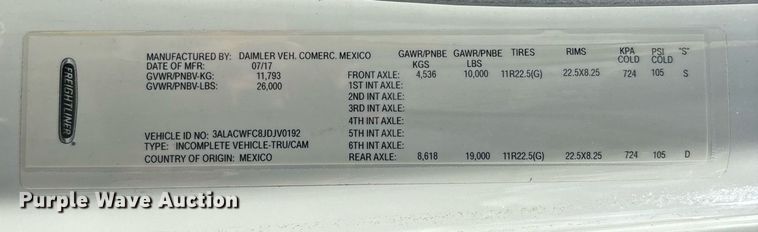 FREIGHTLINER
MANUFACTURED BY: DAIMLER VEH. COMERC. MEXICO
DATE OF MFR: 07/17
GVWR/PNBV-KG: 11,793
GVWR/PNBV-LBS: 26,000
VEHICLE ID NO: 3ALACWFC8JDJV0192
TYPE: INCOMPLETE VEHICLE-TRU/CAM
COUNTRY OF ORIGIN: MEXICO
GAWR/PNBE KGS GAWR/PNBE LBS TIRES RIMS KPA COLD PSI COLD "S"
FRONT AXLE: 4,536 10,000 11R22.5(G) 22.5X8.25 724 105 S
1ST INT AXLE:
2ND INT AXLE:
3RD INT AXLE:
4TH INT AXLE:
5TH INT AXLE:
6TH INT AXLE:
REAR AXLE: 8,618 19,000 11R22.5(G) 22.5X8.25 724 105 D
Purple Wave Auction